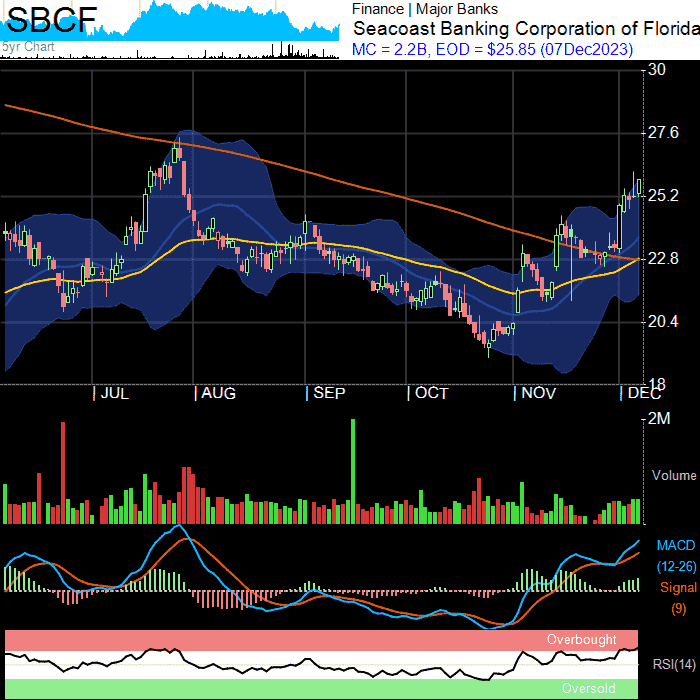 SBCF
Finance | Major Banks
Seacoast Banking Corporation of Florida
5yr Chart
MC = 2.2B, EOD = $25.85 (07Dec2023)
30
27.6
25.2
22.8
20.4
18
| JUL | AUG | SEP | OCT | NOV | DEC
2M
Volume
MACD
(12-26)
Signal
(9)
Overbought
RSI(14)
Oversold